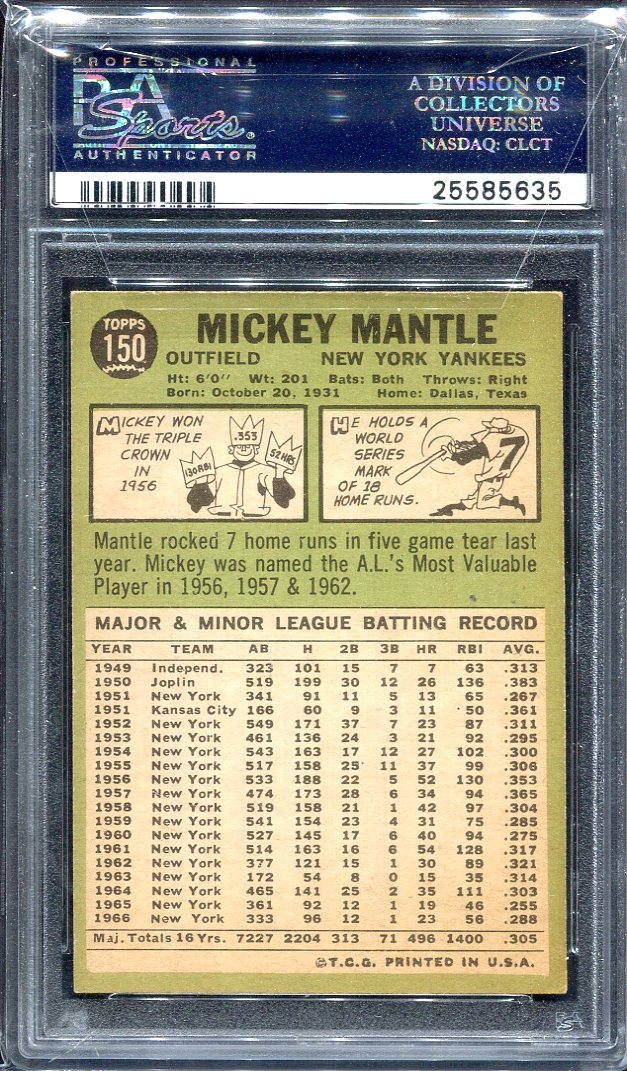 PROFESSIONAL
PSA
Sports®
AUTHENTICATOR
A DIVISION OF
COLLECTORS
UNIVERSE
NASDAQ: CLCT
25585635
TOPPS
150
MICKEY MANTLE
OUTFIELD NEW YORK YANKEES
Ht: 6'0'' Wt: 201 Bats: Both Throws: Right
Born: October 20, 1931 Home: Dallas, Texas
MICKEY WON
THE TRIPLE
CROWN
IN
1956
.353
130 RBI
52 HRS
HE HOLDS A
WORLD
SERIES
MARK
OF 18
HOME RUNS.
7
Mantle rocked 7 home runs in five game tear last
year. Mickey was named the A.L.'s Most Valuable
Player in 1956, 1957 & 1962.
MAJOR & MINOR LEAGUE BATTING RECORD
YEAR TEAM AB H 2B 3B HR RBI AVG.
1949 Independ. 323 101 15 7 7 63 .313
1950 Joplin 519 199 30 12 26 136 .383
1951 New York 341 91 11 5 13 65 .267
1951 Kansas City 166 60 9 3 11 50 .361
1952 New York 549 171 37 7 23 87 .311
1953 New York 461 136 24 3 21 92 .295
1954 New York 543 163 17 12 27 102 .300
1955 New York 517 158 25 11 37 99 .306
1956 New York 533 188 22 5 52 130 .353
1957 New York 474 173 28 6 34 94 .365
1958 New York 519 158 21 1 42 97 .304
1959 New York 541 154 23 4 31 75 .285
1960 New York 527 145 17 6 40 94 .275
1961 New York 514 163 16 6 54 128 .317
1962 New York 377 121 15 1 30 89 .321
1963 New York 172 54 8 0 15 35 .314
1964 New York 465 141 25 2 35 111 .303
1965 New York 361 92 12 1 19 46 .255
1966 New York 333 96 12 1 23 56 .288
Maj. Totals 16 Yrs. 7227 2204 313 71 496 1400 .305
©T.C.G. PRINTED IN U.S.A.
PSA